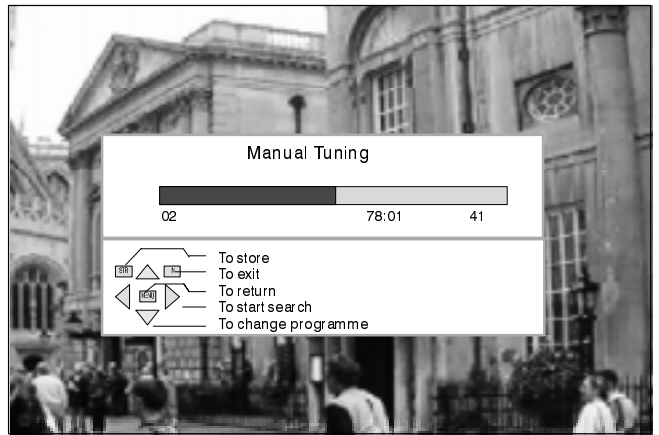 Manual Tuning
02 78:01 41
STR To store
N To exit
MENU To return
To start search
To change programme